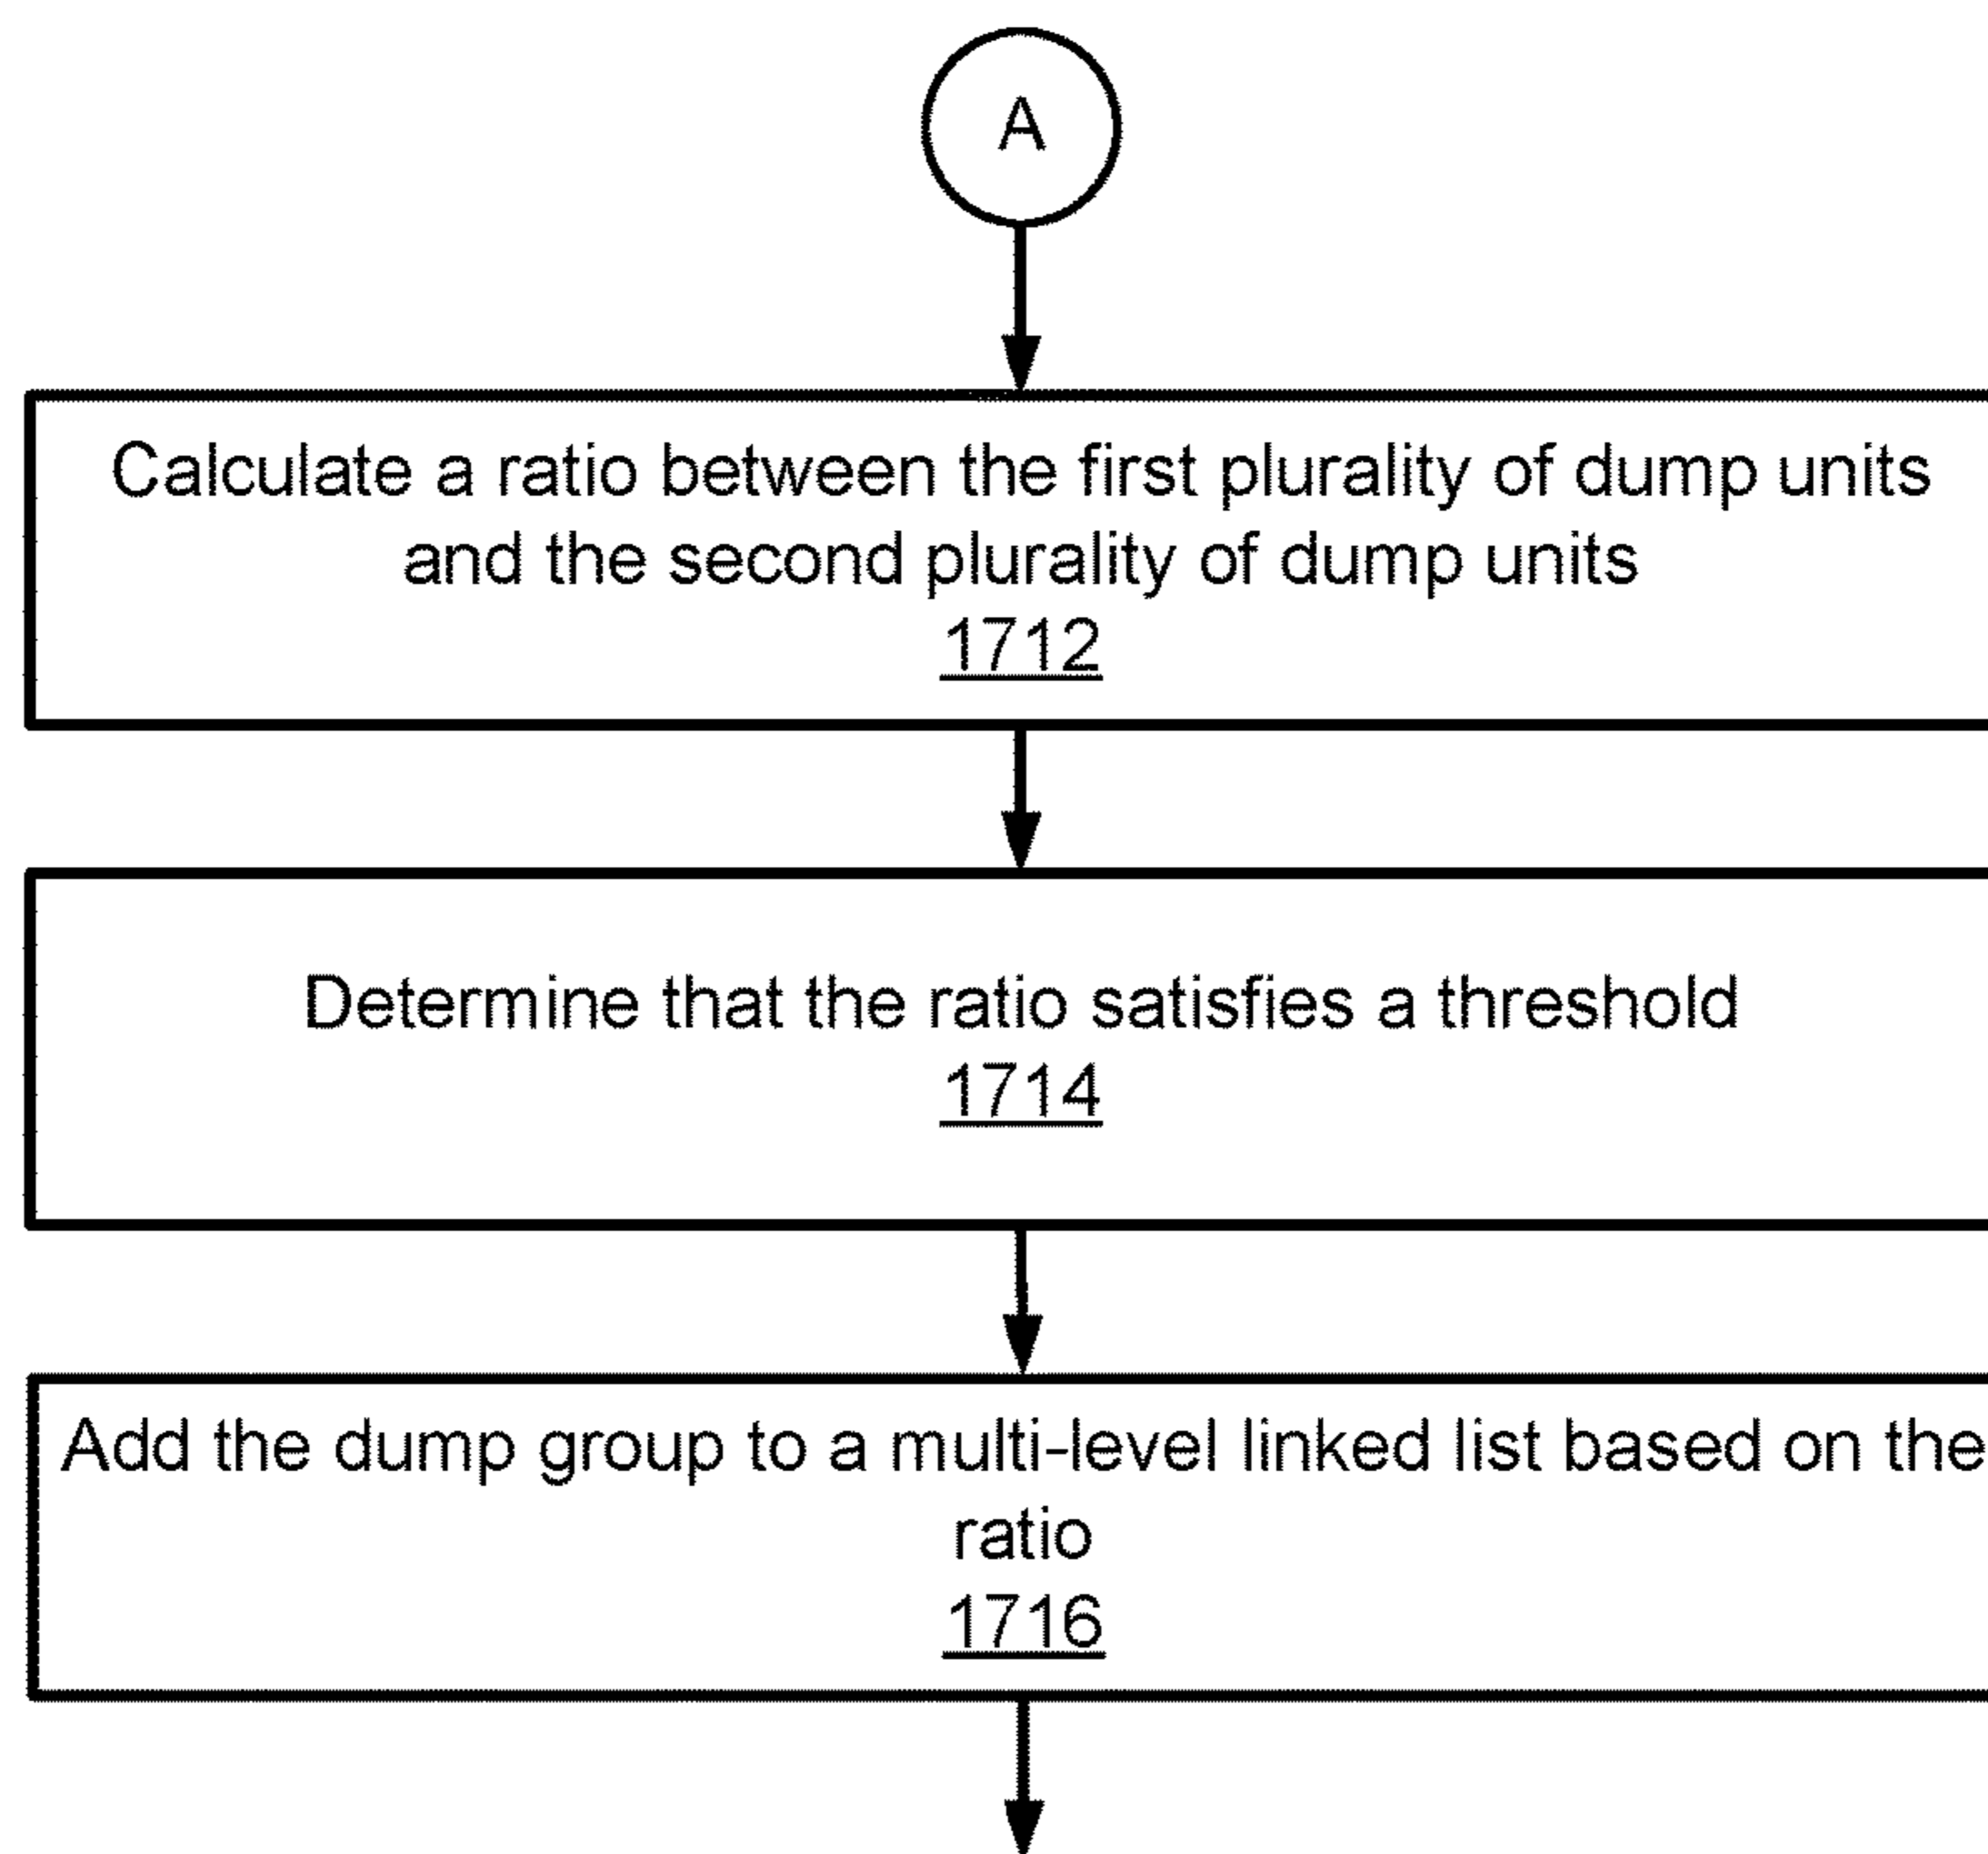 A
Calculate a ratio between the first plurality of dump units
and the second plurality of dump units
1712
Determine that the ratio satisfies a threshold
1714
Add the dump group to a multi-level linked list based on the
ratio
1716